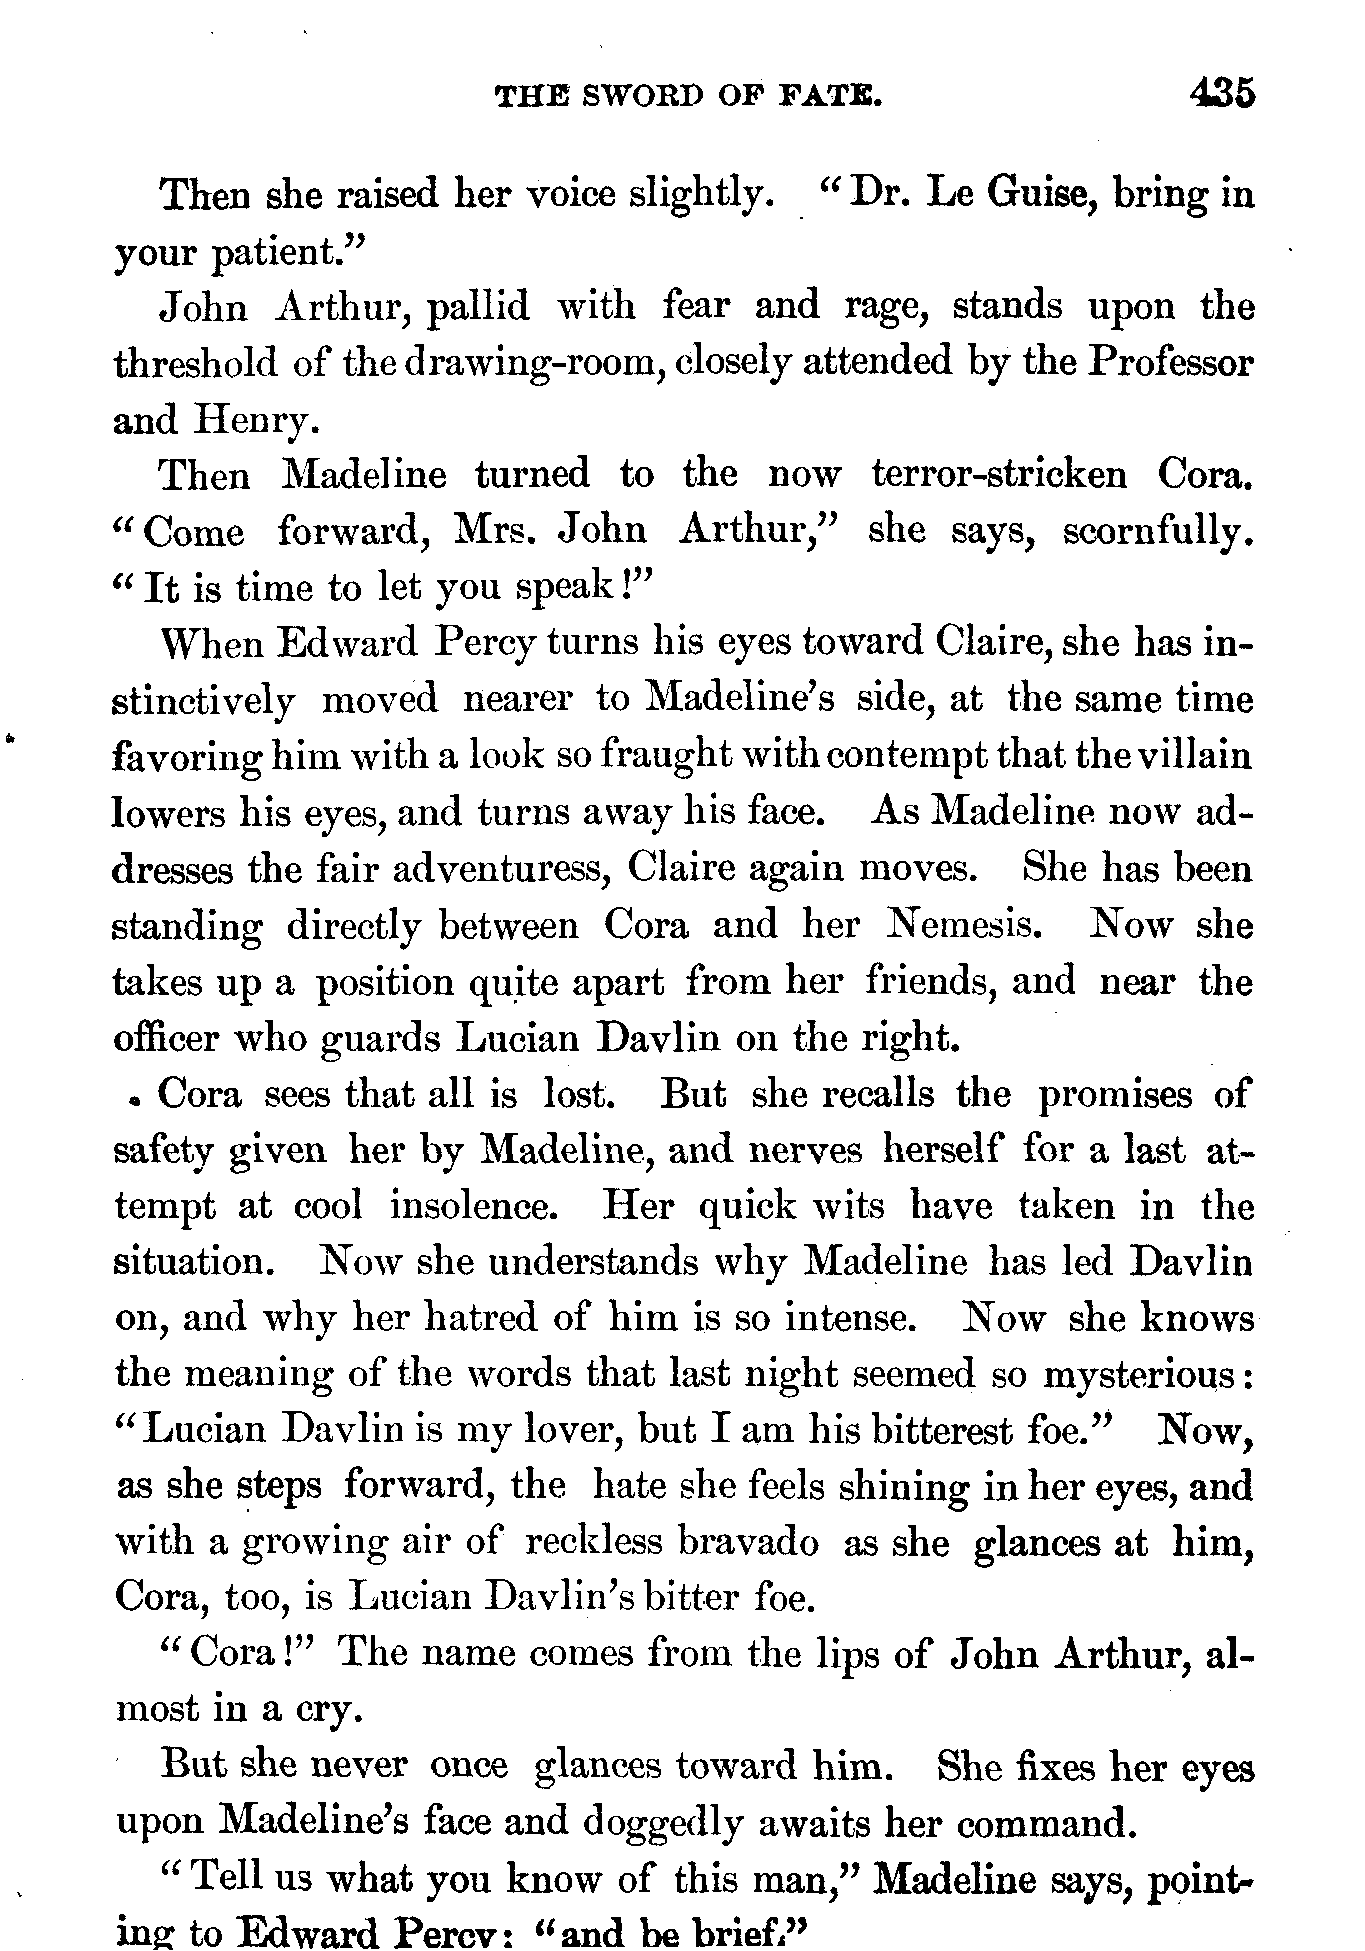 THE SWORD OF FATE. 435
Then she raised her voice slightly. "Dr. Le Guise, bring in
your patient."
John Arthur, pallid with fear and rage, stands upon the
threshold of the drawing-room, closely attended by the Professor
and Henry.
Then Madeline turned to the now terror-stricken Cora.
"Come forward, Mrs. John Arthur," she says, scornfully.
"It is time to let you speak!"
When Edward Percy turns his eyes toward Claire, she has in-
stinctively moved nearer to Madeline's side, at the same time
favoring him with a look so fraught with contempt that the villain
lowers his eyes, and turns away his face. As Madeline now ad-
dresses the fair adventuress, Claire again moves. She has been
standing directly between Cora and her Nemesis. Now she
takes up a position quite apart from her friends, and near the
officer who guards Lucian Davlin on the right.
Cora sees that all is lost. But she recalls the promises of
safety given her by Madeline, and nerves herself for a last at-
tempt at cool insolence. Her quick wits have taken in the
situation. Now she understands why Madeline has led Davlin
on, and why her hatred of him is so intense. Now she knows
the meaning of the words that last night seemed so mysterious:
"Lucian Davlin is my lover, but I am his bitterest foe." Now,
as she steps forward, the hate she feels shining in her eyes, and
with a growing air of reckless bravado as she glances at him,
Cora, too, is Lucian Davlin's bitter foe.
"Cora!" The name comes from the lips of John Arthur, al-
most in a cry.
But she never once glances toward him. She fixes her eyes
upon Madeline's face and doggedly awaits her command.
"Tell us what you know of this man," Madeline says, point-
ing to Edward Percy: "and be brief."